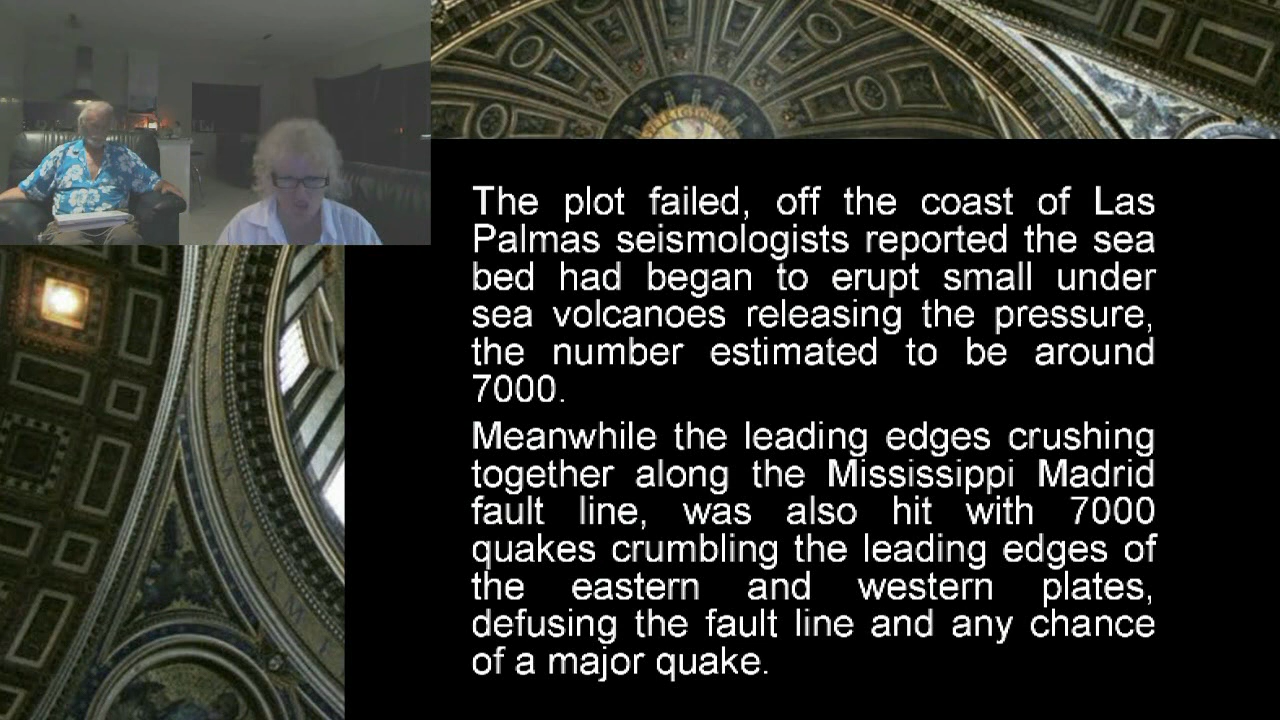 The plot failed, off the coast of Las
Palmas seismologists reported the sea
bed had began to erupt small under
sea volcanoes releasing the pressure,
the number estimated to be around
7000.
Meanwhile the leading edges crushing
together along the Mississippi Madrid
fault line, was also hit with 7000
quakes crumbling the leading edges of
the eastern and western plates,
defusing the fault line and any chance
of a major quake.